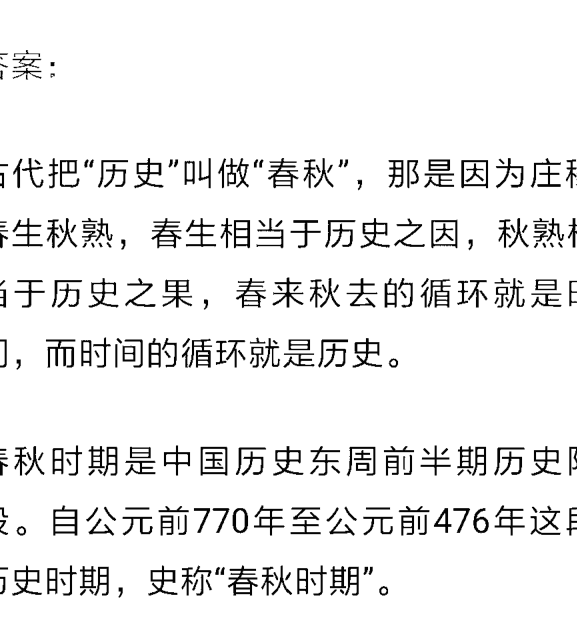 答案：
古代把“历史”叫做“春秋”，那是因为庄稼
春生秋熟，春生相当于历史之因，秋熟相
当于历史之果，春来秋去的循环就是时
间，而时间的循环就是历史。
春秋时期是中国历史东周前半期历史阶
段。自公元前770年至公元前476年这段
历史时期，史称“春秋时期”。